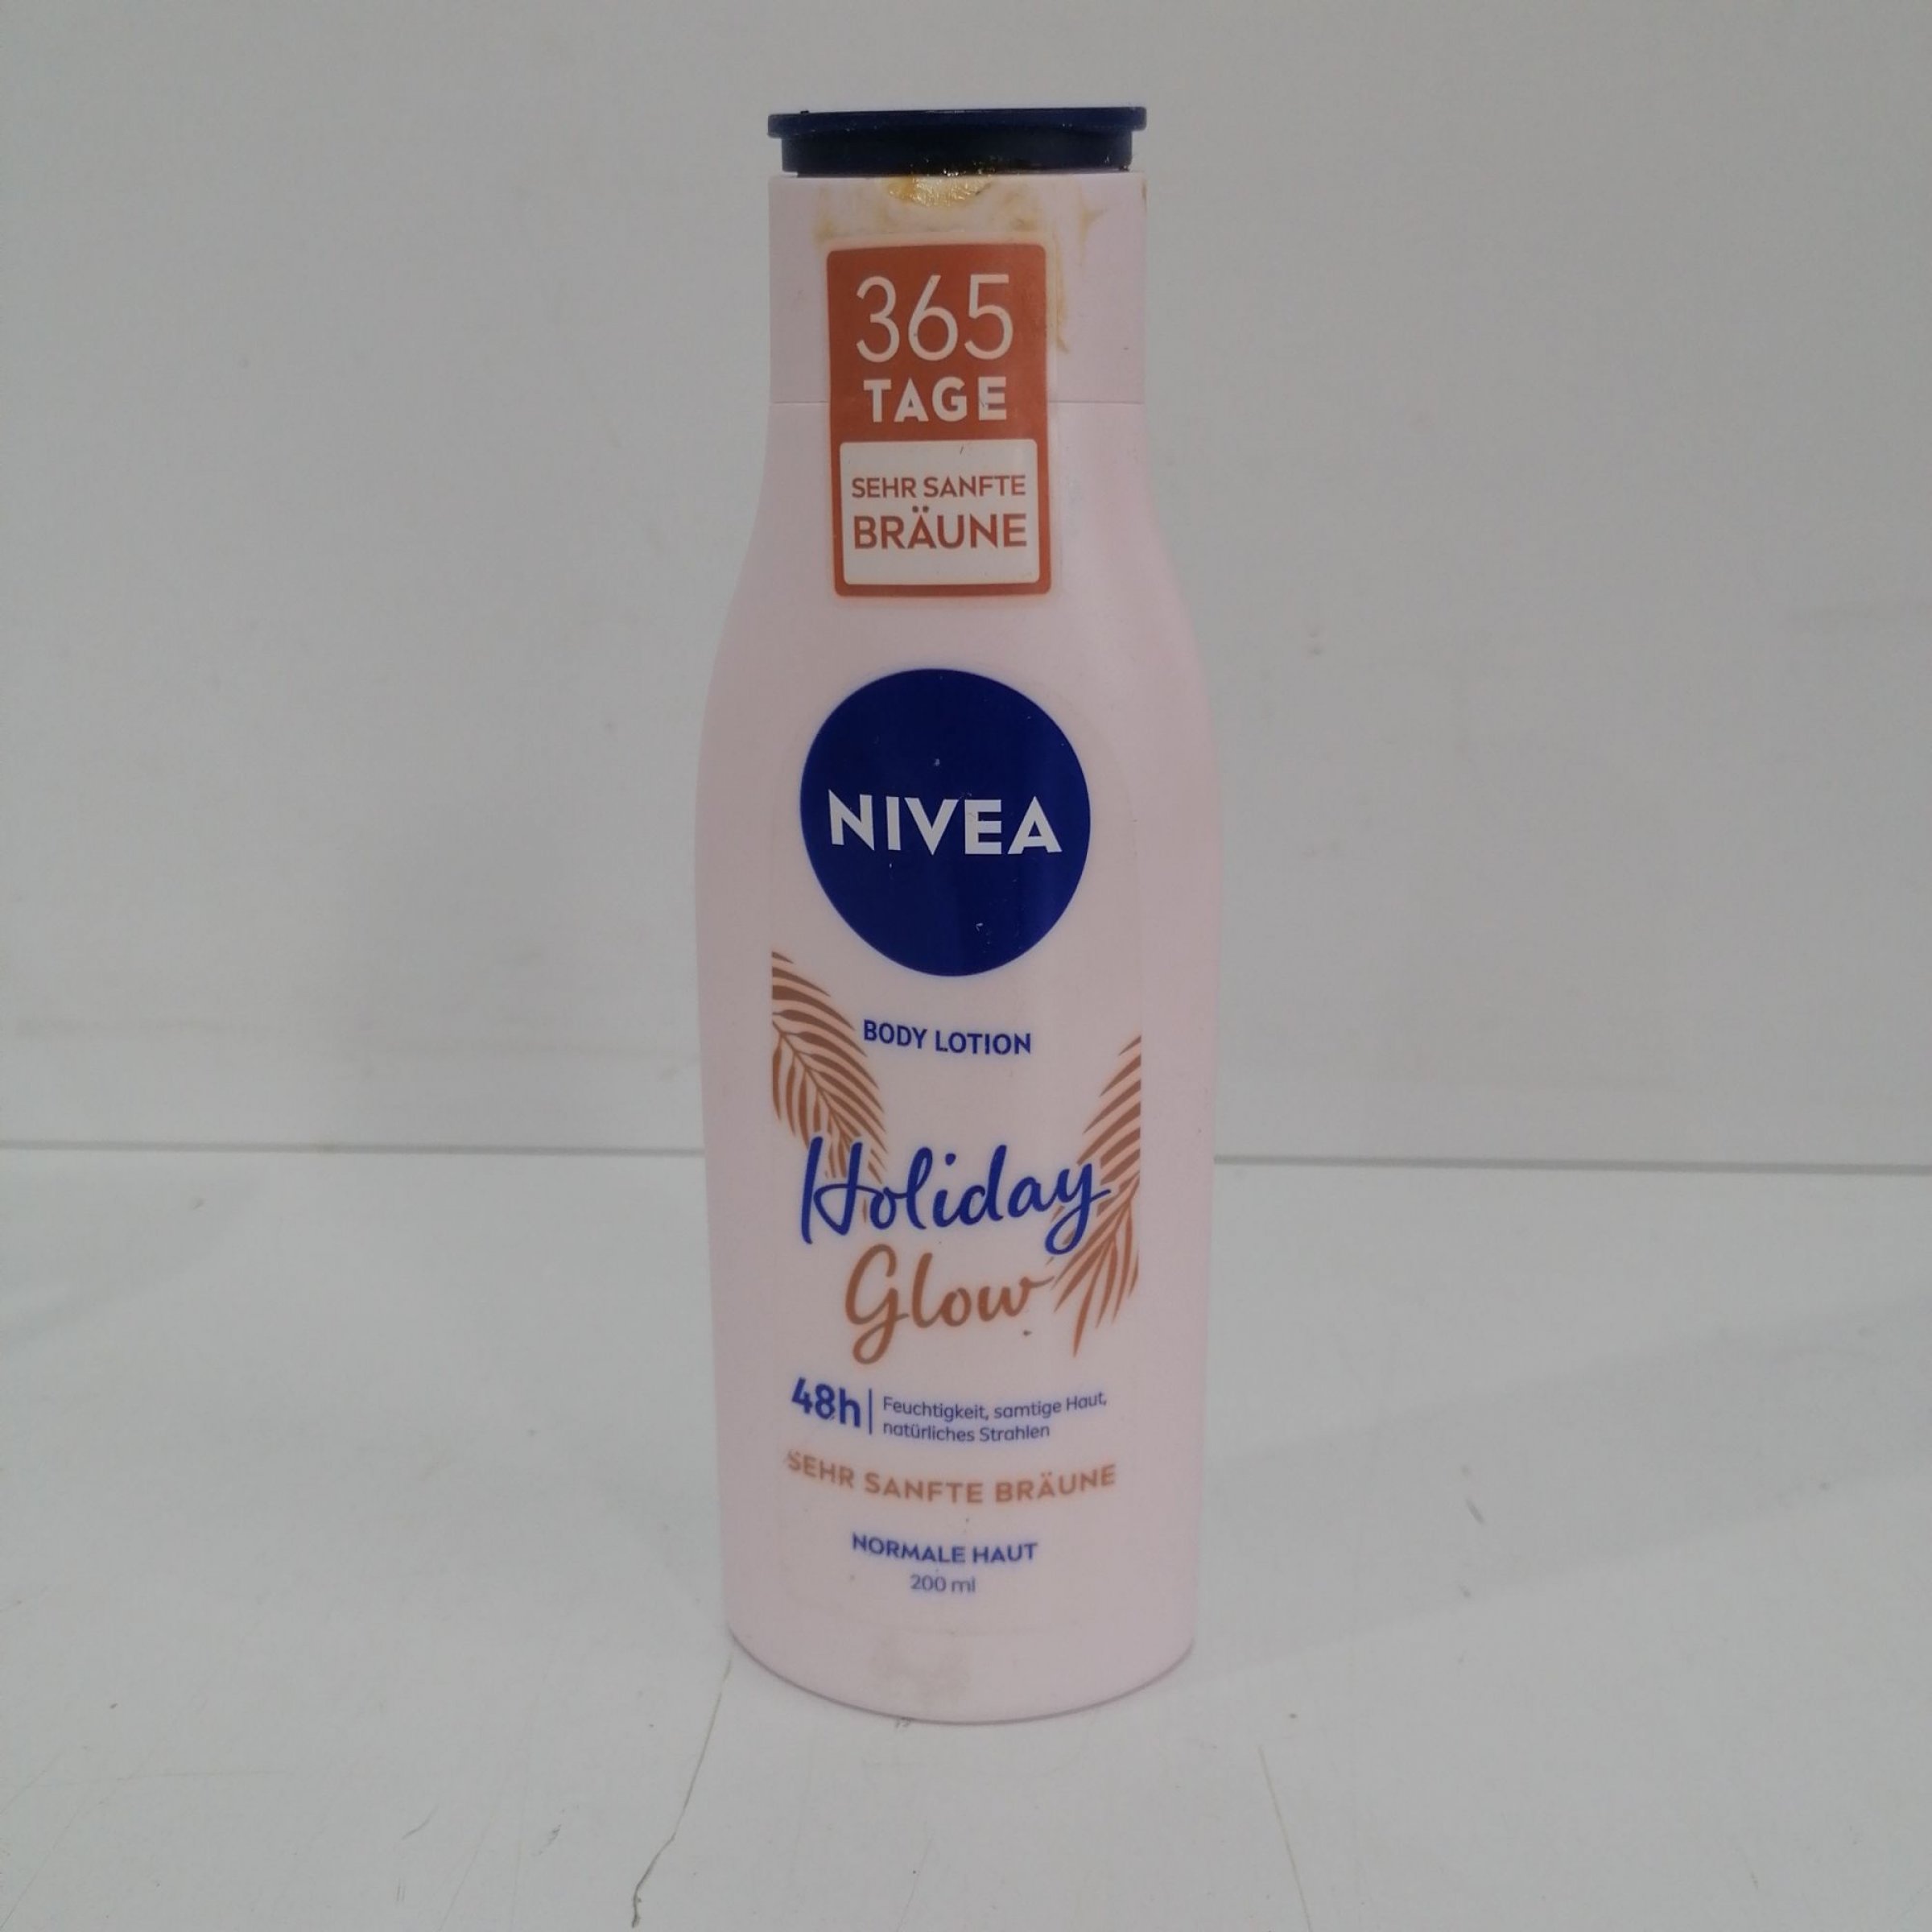 365
TAGE
SEHR SANFTE
BRÄUNE
NIVEA
BODY LOTION
Holiday
Glow
48h | Feuchtigkeit, samtige Haut,
natürliches Strahlen
SEHR SANFTE BRÄUNE
NORMALE HAUT
200 ml